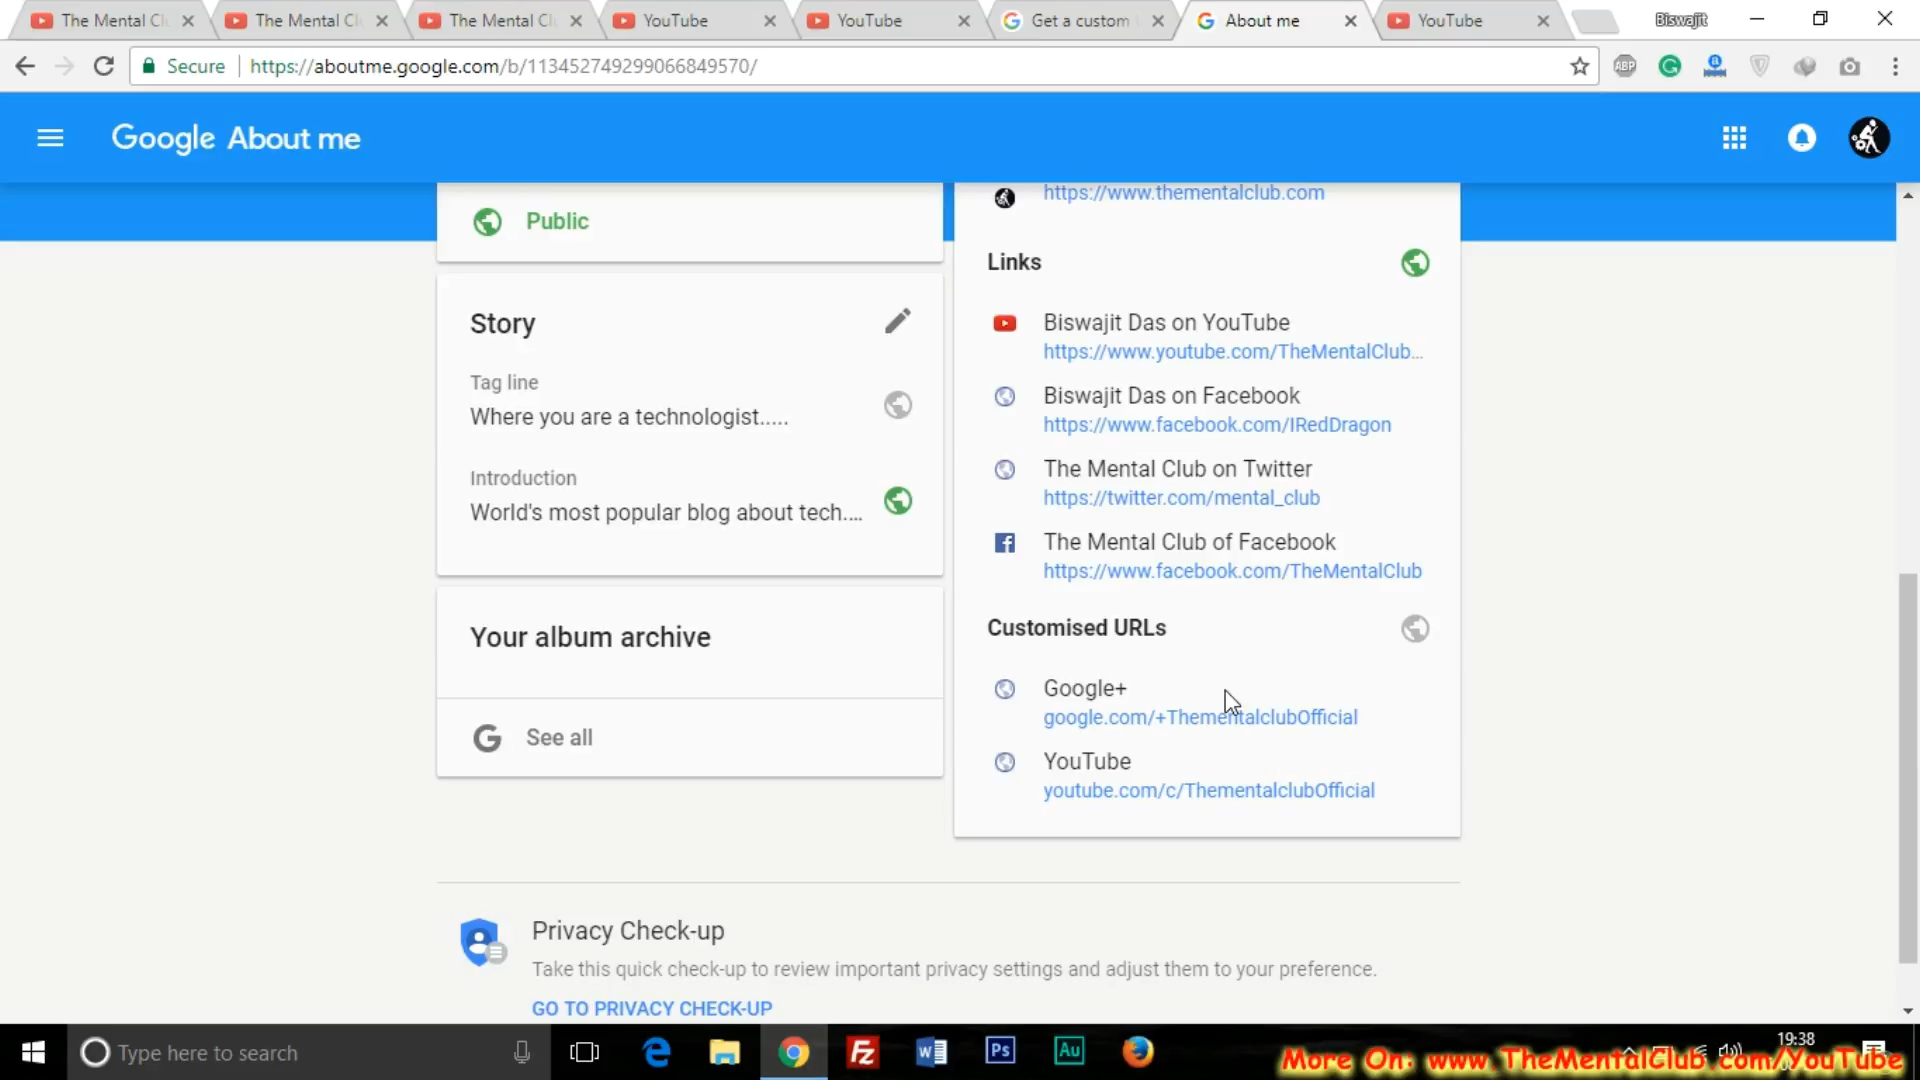 The Mental Cl
The Mental Cl
The Mental Cl
YouTube
YouTube
Get a custom
About me
YouTube
Biswajit
Secure
https://aboutme.google.com/b/113452749299066849570/
ABP
Google About me
Public
Story
Tag line
Where you are a technologist.....
Introduction
World's most popular blog about tech....
Your album archive
See all
https://www.thementalclub.com
Links
Biswajit Das on YouTube
https://www.youtube.com/TheMentalClub...
Biswajit Das on Facebook
https://www.facebook.com/IRedDragon
The Mental Club on Twitter
https://twitter.com/mental_club
The Mental Club of Facebook
https://www.facebook.com/TheMentalClub
Customised URLs
Google+
google.com/+ThementalclubOfficial
YouTube
youtube.com/c/ThementalclubOfficial
Privacy Check-up
Take this quick check-up to review important privacy settings and adjust them to your preference.
GO TO PRIVACY CHECK-UP
Type here to search
Ps
Au
19:38
More On: www.TheMentalClub.com/YouTube